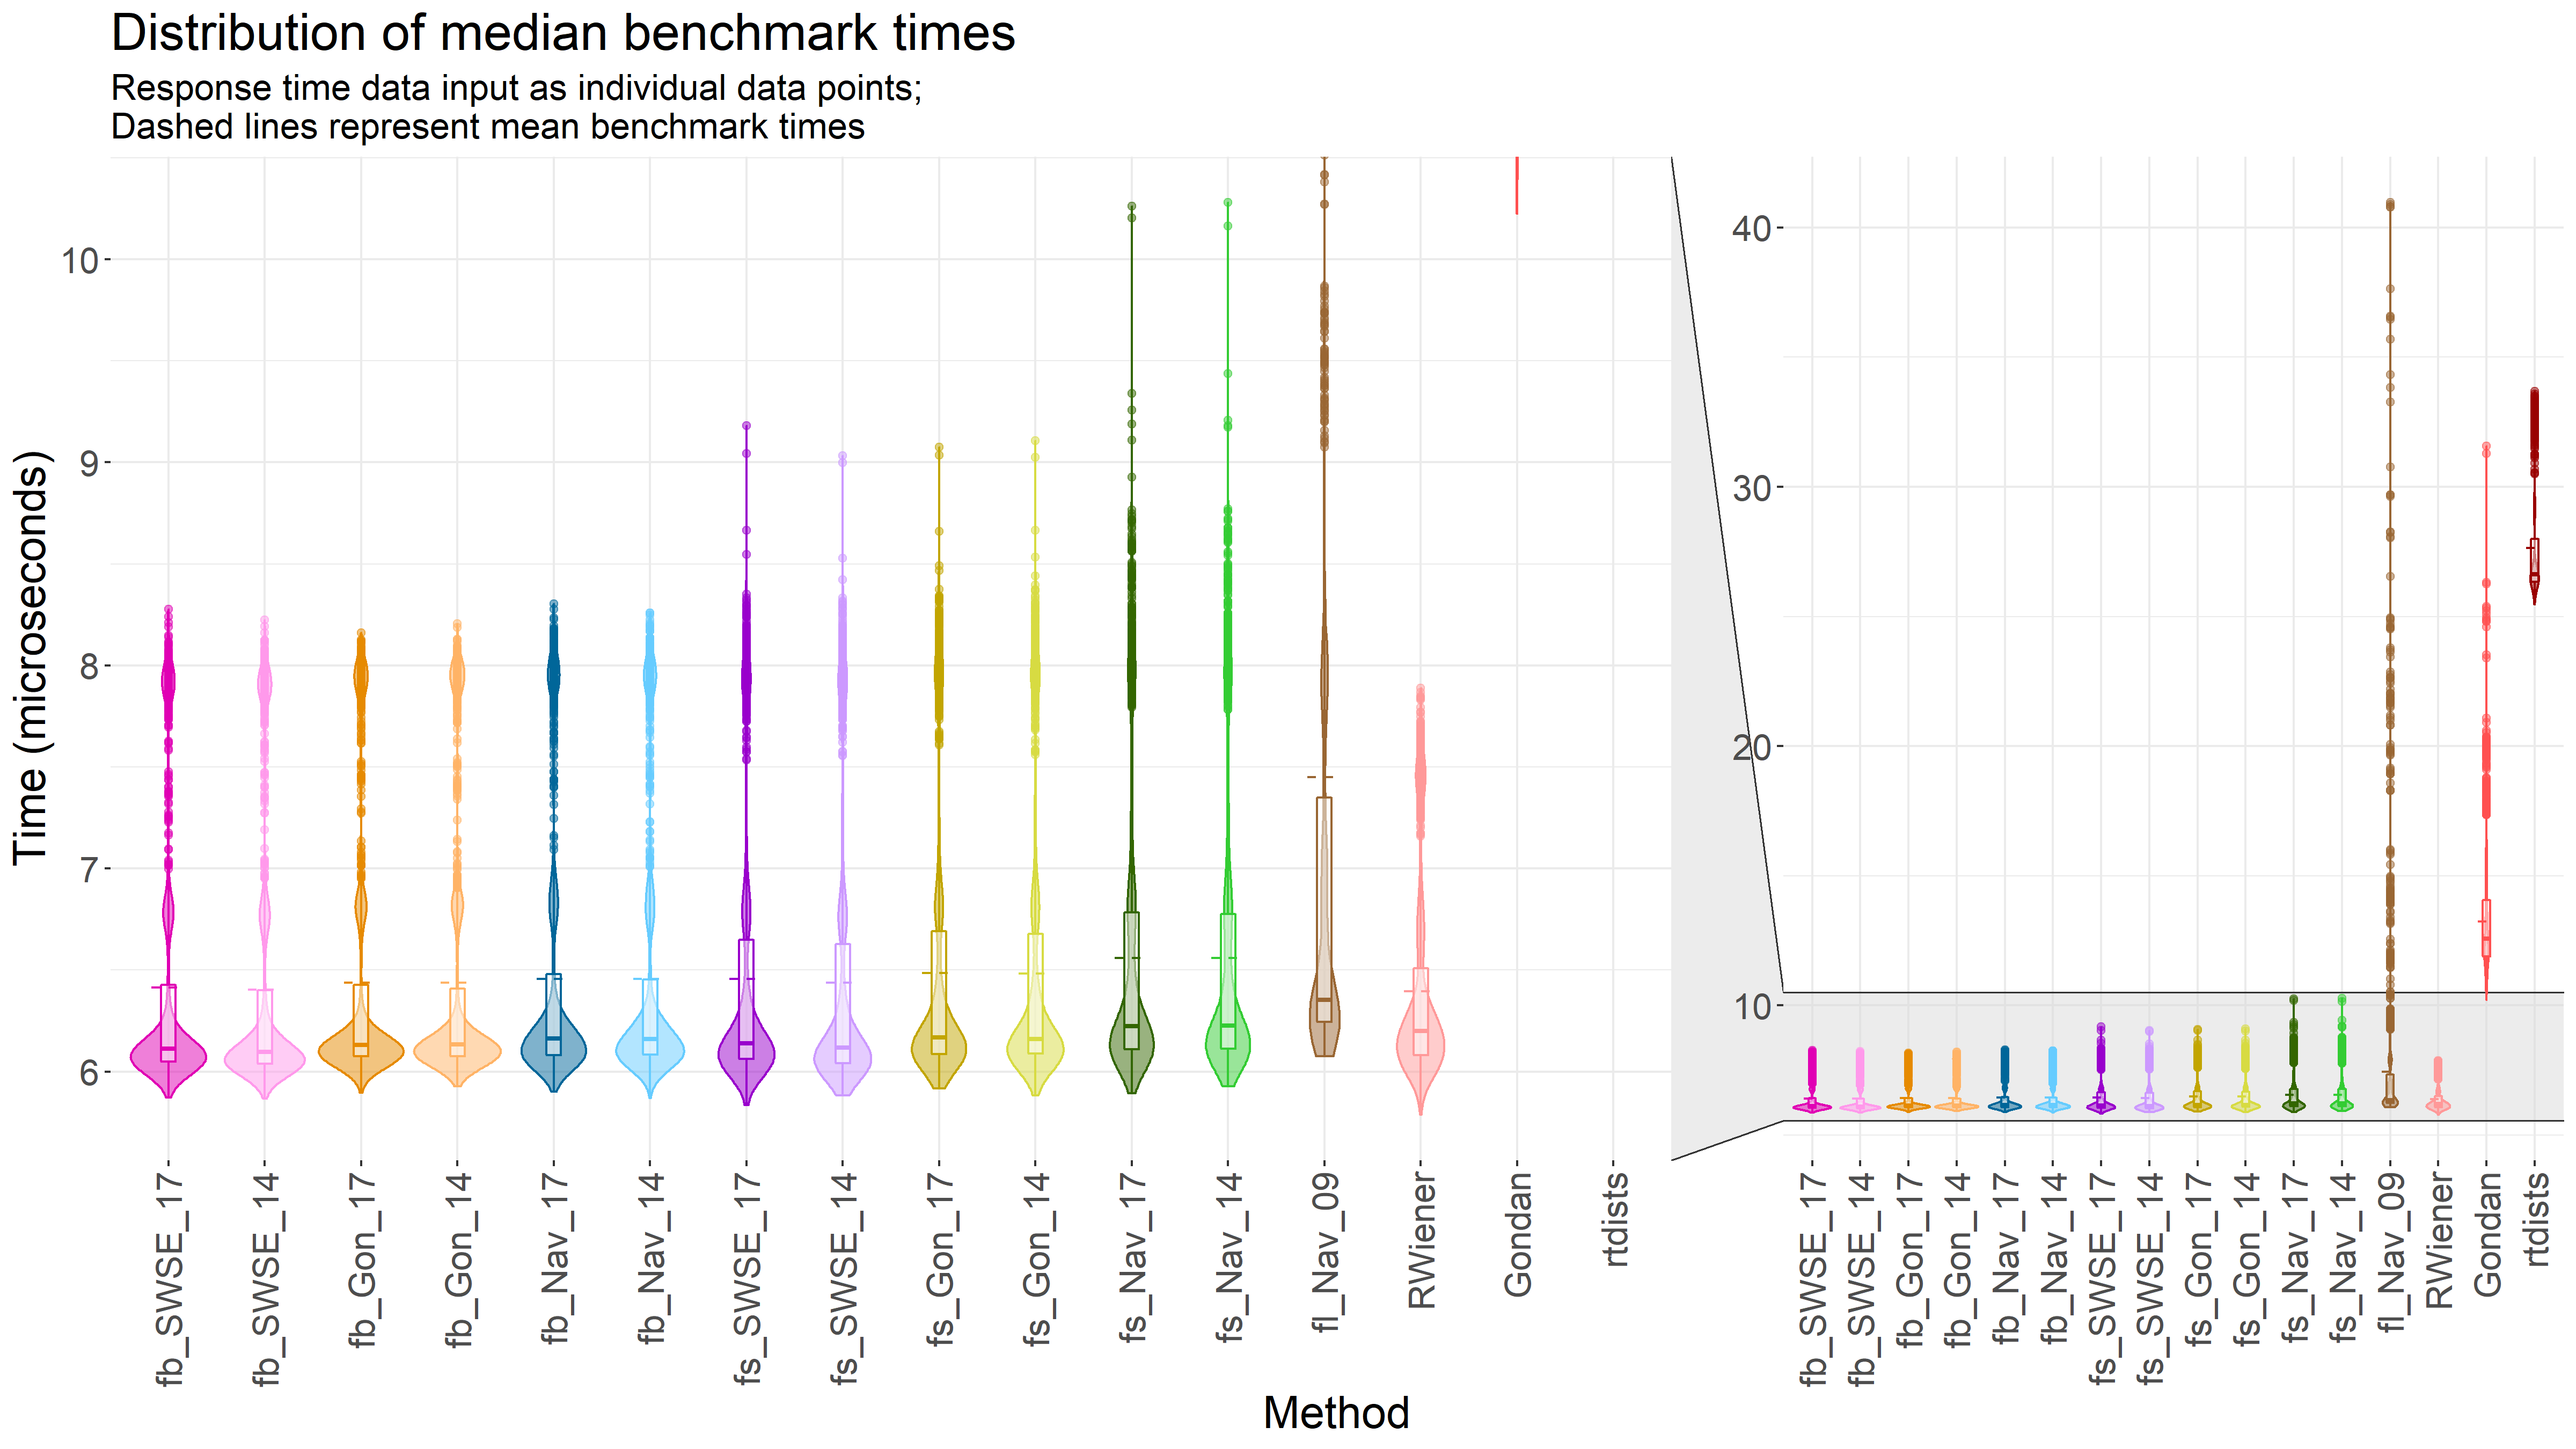 Distribution of median benchmark times
Response time data input as individual data points;
Dashed lines represent mean benchmark times
Time (microseconds)
10
9
8
7
6
fb_SWSE_17
fb_SWSE_14
fb_Gon_17
fb_Gon_14
fb_Nav_17
fb_Nav_14
fs_SWSE_17
fs_SWSE_14
fs_Gon_17
fs_Gon_14
fs_Nav_17
fs_Nav_14
fl_Nav_09
RWiener
Gondan
rtdists
40
30
20
10
fb_SWSE_17
fb_SWSE_14
fb_Gon_17
fb_Gon_14
fb_Nav_17
fb_Nav_14
fs_SWSE_17
fs_SWSE_14
fs_Gon_17
fs_Gon_14
fs_Nav_17
fs_Nav_14
fl_Nav_09
RWiener
Gondan
rtdists
Method